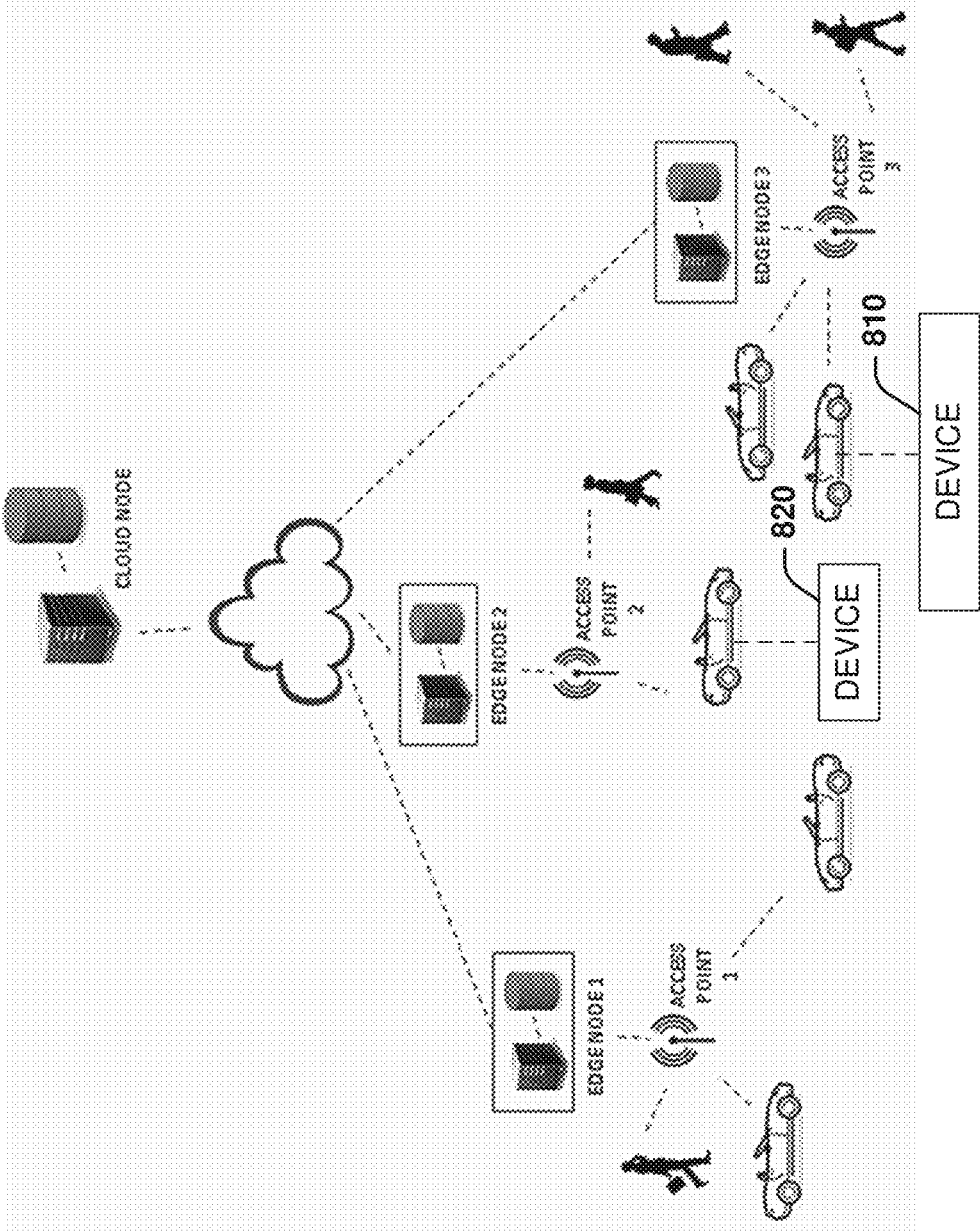 CLOUD NODE
EDGE NODE 1
ACCESS
POINT
1
EDGE NODE 2
ACCESS
POINT
2
EDGE NODE 3
ACCESS
POINT
3
820
DEVICE
810
DEVICE